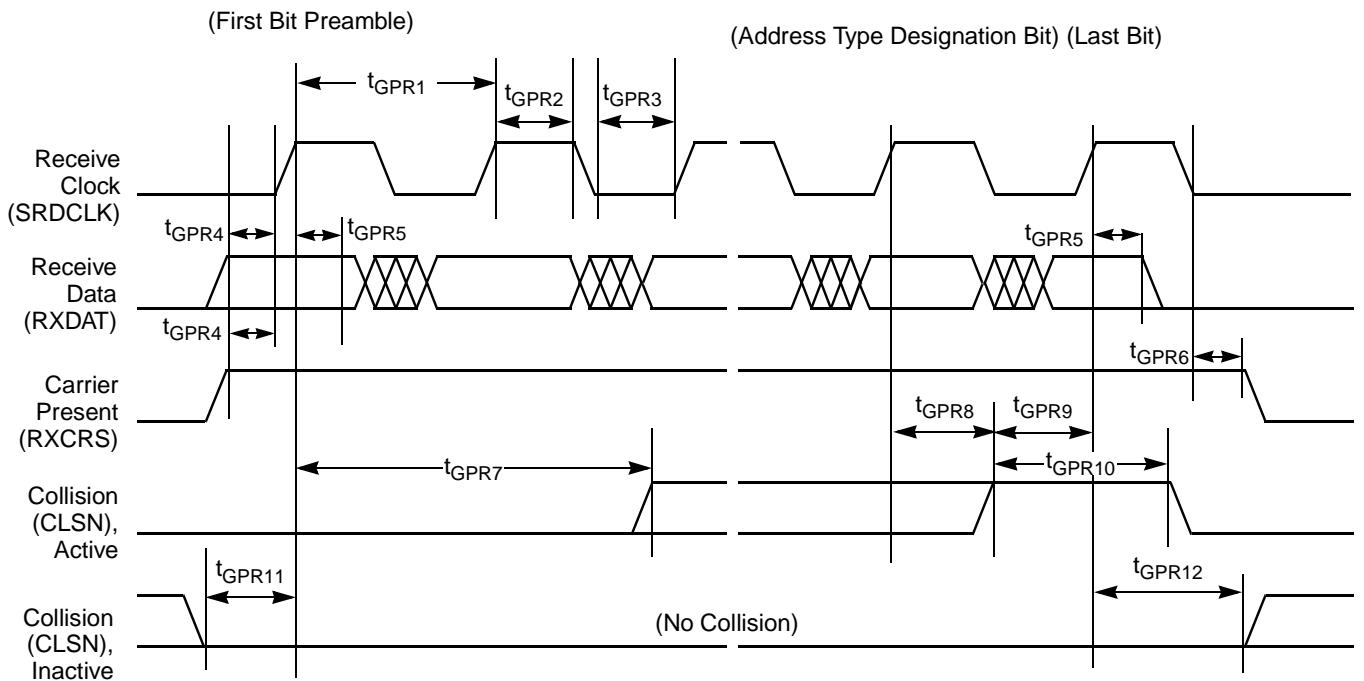 (First Bit Preamble)
(Address Type Designation Bit) (Last Bit)
tGPR1
tGPR2
tGPR3
Receive
Clock
(SRDCLK)
tGPR4
tGPR5
tGPR5
Receive
Data
(RXDAT)
tGPR4
tGPR6
Carrier
Present
(RXCRS)
tGPR8
tGPR9
tGPR7
tGPR10
Collision
(CLSN),
Active
tGPR11
tGPR12
Collision
(CLSN),
Inactive
(No Collision)